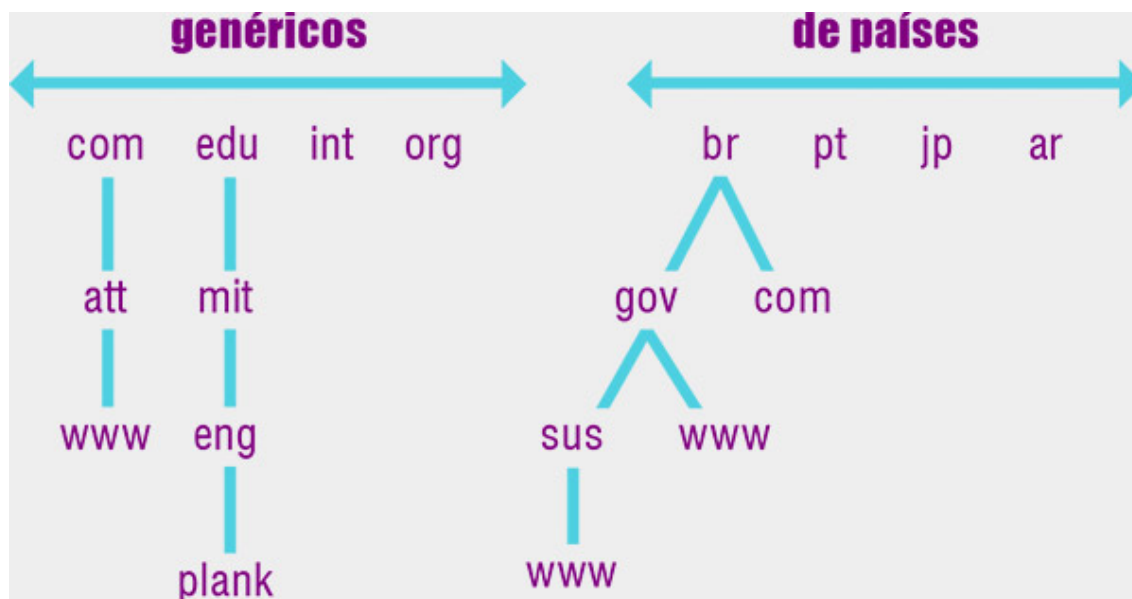 genéricos de países
com edu int org br pt jp ar
att mit gov com
www eng sus www
plank www